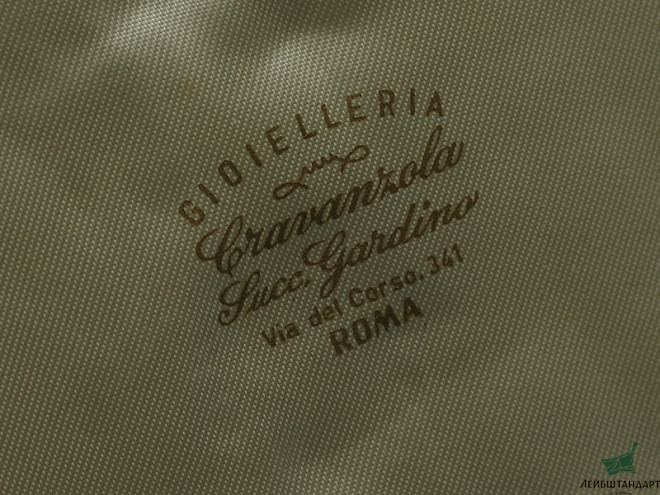 GIOIELLERIA
Cravanzola
Succ. Gardino
Via del Corso, 341
ROMA
ЛЕЙБШТАНДАРТ